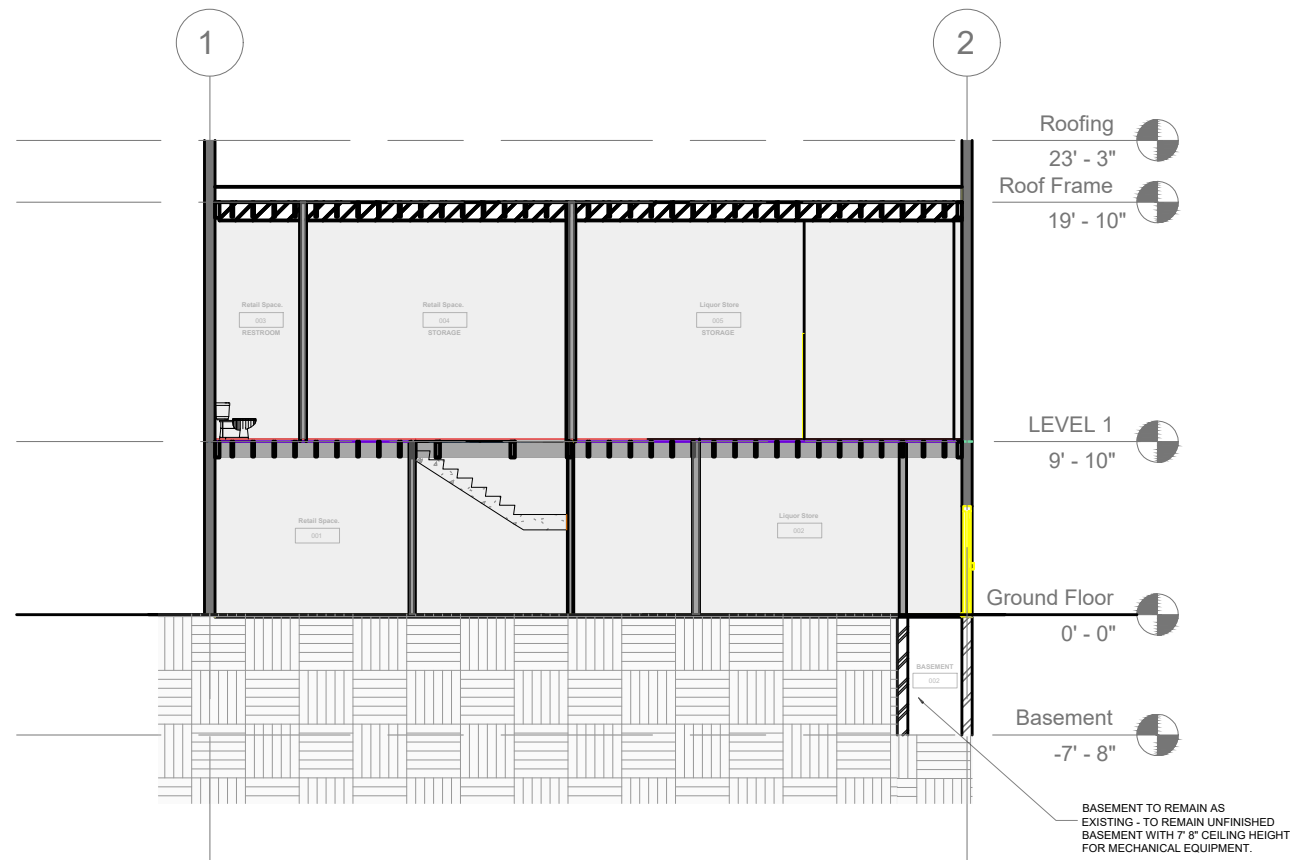 1
2
Roofing
23' - 3"
Roof Frame
19' - 10"
Retail Space.
003
RESTROOM
Retail Space.
004
STORAGE
Liquor Store
005
STORAGE
LEVEL 1
9' - 10"
Retail Space.
001
Liquor Store
002
Ground Floor
0' - 0"
BASEMENT
002
Basement
-7' - 8"
BASEMENT TO REMAIN AS
EXISTING - TO REMAIN UNFINISHED
BASEMENT WITH 7' 8" CEILING HEIGHT
FOR MECHANICAL EQUIPMENT.